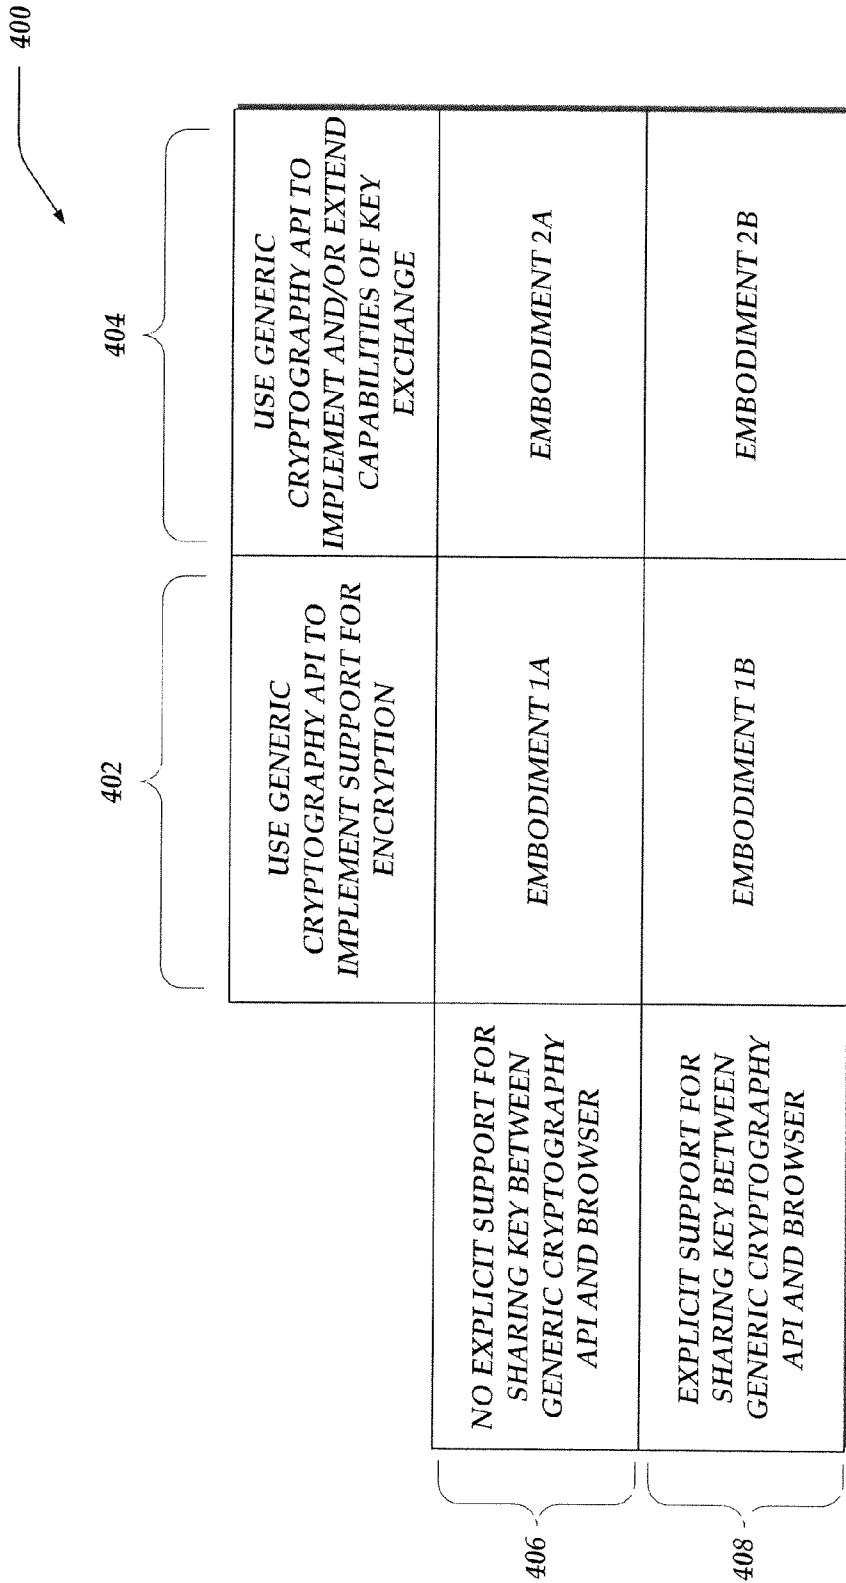 400
402
404
USE GENERIC
CRYPTOGRAPHY API TO
IMPLEMENT SUPPORT FOR
ENCRYPTION
USE GENERIC
CRYPTOGRAPHY API TO
IMPLEMENT AND/OR EXTEND
CAPABILITIES OF KEY
EXCHANGE
406
NO EXPLICIT SUPPORT FOR
SHARING KEY BETWEEN
GENERIC CRYPTOGRAPHY
API AND BROWSER
EMBODIMENT 1A
EMBODIMENT 2A
408
EXPLICIT SUPPORT FOR
SHARING KEY BETWEEN
GENERIC CRYPTOGRAPHY
API AND BROWSER
EMBODIMENT 1B
EMBODIMENT 2B